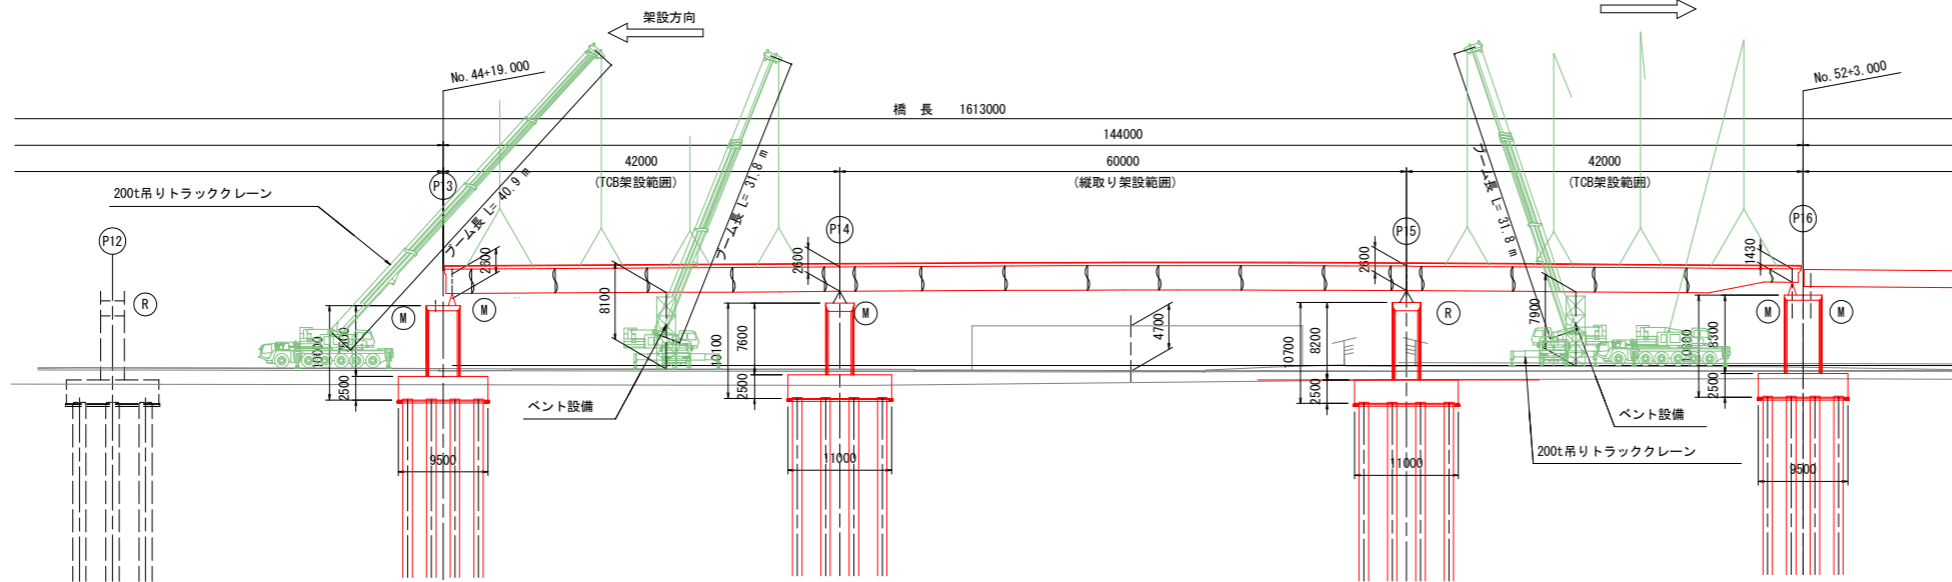 架設方向
No.44+19.000
No.52+3.000
橋 長 1613000
144000
42000
(TCB架設範囲)
60000
(縦取り架設範囲)
42000
(TCB架設範囲)
200t吊りトラッククレーン
ブーム長 L= 40.9 m
ブーム長 L= 31.8 m
ブーム長 L= 31.8 m
P12
P13
P14
P15
P16
R
M
M
M
R
M
M
2600
2600
2600
1430
8100
7900
7500
10000
2500
7600
10100
2500
4700
8200
10700
2500
8300
10800
2500
ベント設備
ベント設備
200t吊りトラッククレーン
9500
11000
11000
9500